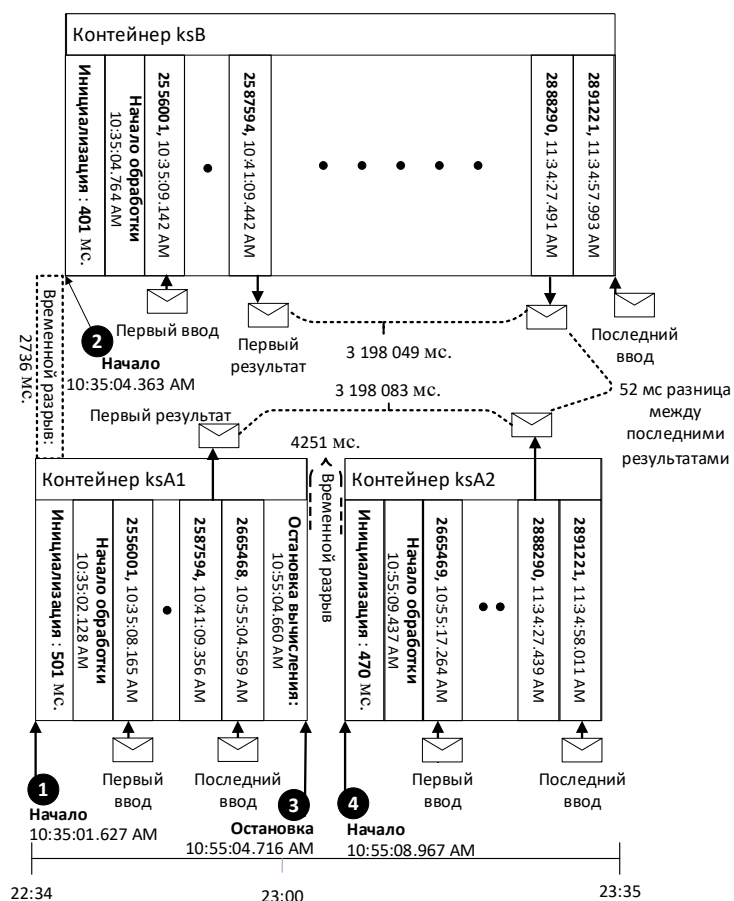 Контейнер ksB
Инициализация : 401 мс.
Начало обработки
10:35:04.764 AM
2556001, 10:35:09.142 AM
2587594, 10:41:09.442 AM
2888290, 11:34:27.491 AM
2891221, 11:34:57.993 AM
Временной разрыв:
2736 мс.
2
Начало
10:35:04.363 AM
Первый ввод
Первый
результат
3 198 049 мс.
Последний
ввод
3 198 083 мс.
52 мс разница
между
последними
результатами
Первый результат
4251 мс.
Временной разрыв
Контейнер ksA1
Инициализация : 501 мс.
Начало обработки
10:35:02.128 AM
2556001, 10:35:08.165 AM
2587594, 10:41:09.356 AM
2665468, 10:55:04.569 AM
Остановка вычисления:
10:55:04.660 AM
Контейнер ksA2
Инициализация : 470 мс.
Начало обработки
10:55:09.437 AM
2665469, 10:55:17.264 AM
2888290, 11:34:27.439 AM
2891221, 11:34:58.011 AM
1
Начало
10:35:01.627 AM
Первый
ввод
Последний
ввод
3
Остановка
10:55:04.716 AM
4
Начало
10:55:08.967 AM
Первый
ввод
Последний
ввод
22:34
23:00
23:35